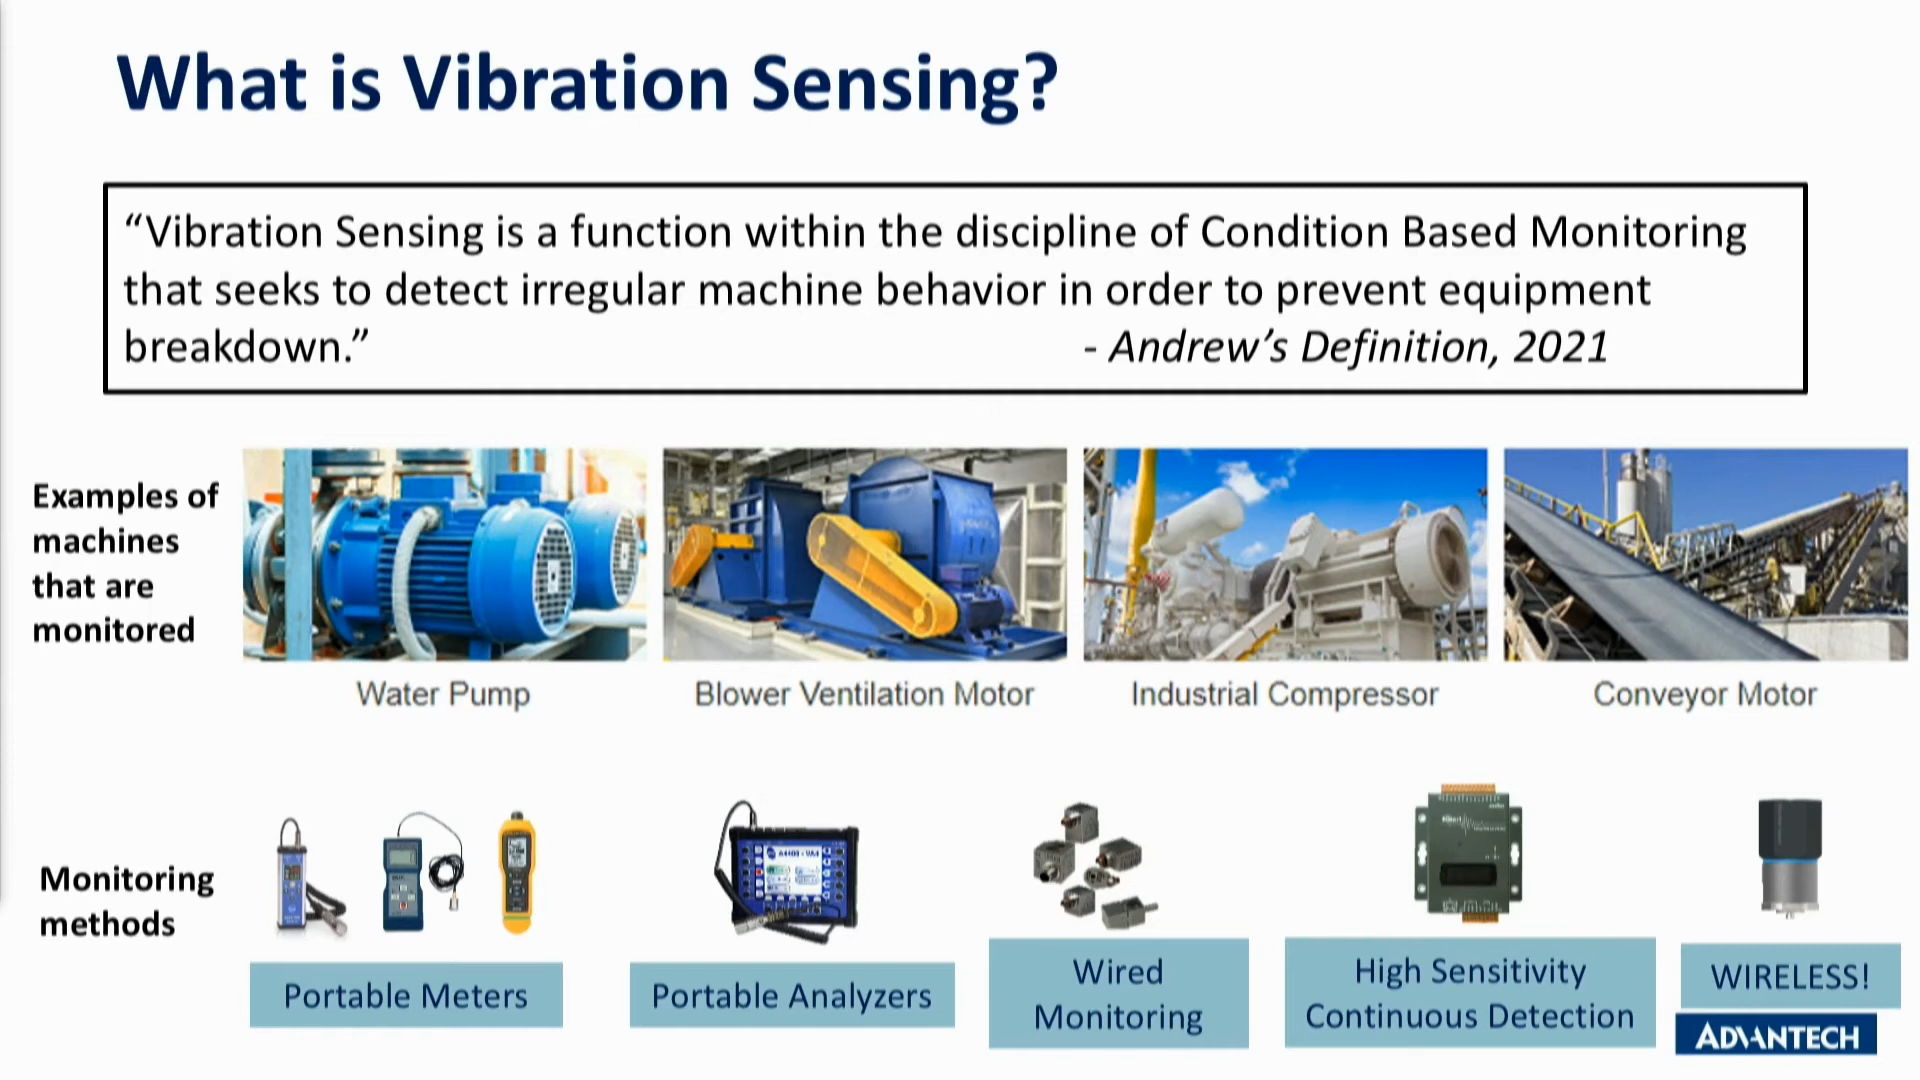 What is Vibration Sensing?
“Vibration Sensing is a function within the discipline of Condition Based Monitoring
that seeks to detect irregular machine behavior in order to prevent equipment
breakdown.” - Andrew’s Definition, 2021
Examples of
machines
that are
monitored
Water Pump
Blower Ventilation Motor
Industrial Compressor
Conveyor Motor
Monitoring
methods
Portable Meters
Portable Analyzers
Wired
Monitoring
High Sensitivity
Continuous Detection
WIRELESS!
ADVANTECH